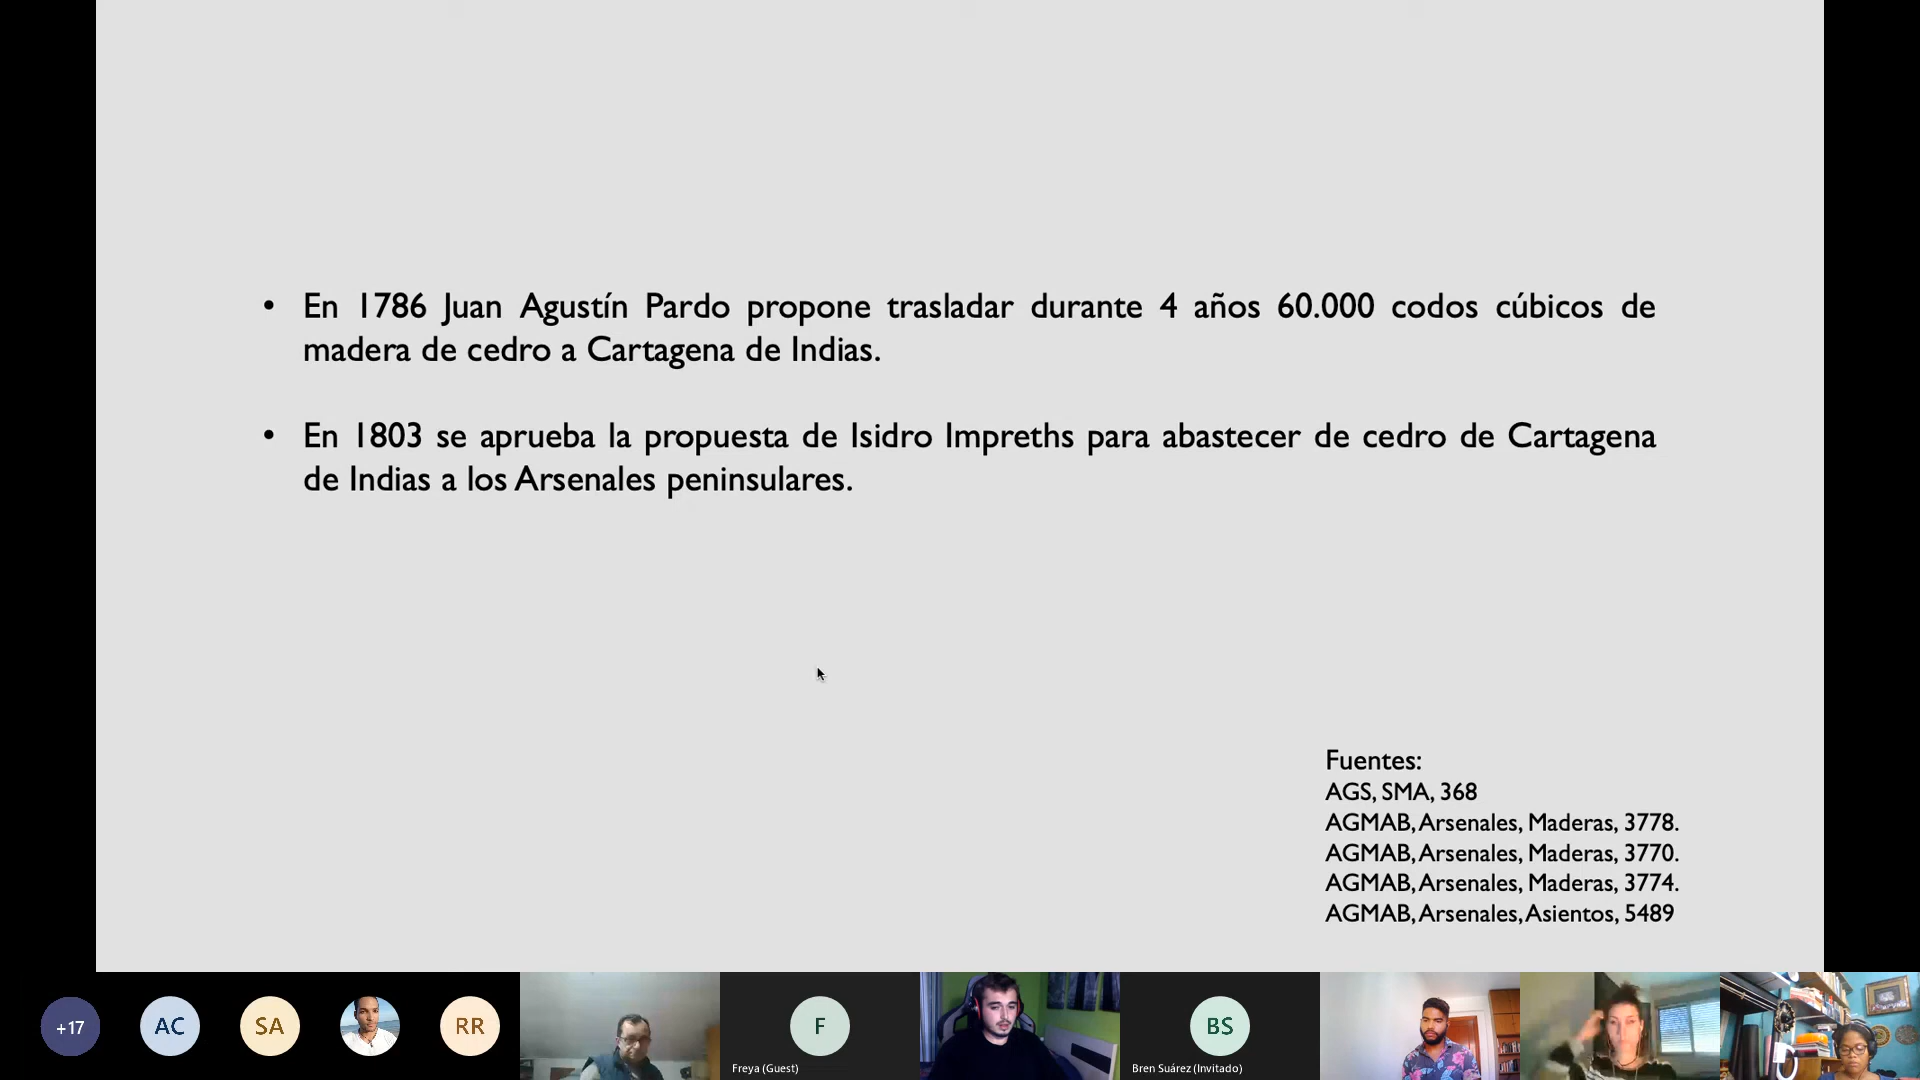 • En 1786 Juan Agustín Pardo propone trasladar durante 4 años 60.000 codos cúbicos de
madera de cedro a Cartagena de Indias.
• En 1803 se aprueba la propuesta de Isidro Impreths para abastecer de cedro de Cartagena
de Indias a los Arsenales peninsulares.
Fuentes:
AGS, SMA, 368
AGMAB, Arsenales, Maderas, 3778.
AGMAB, Arsenales, Maderas, 3770.
AGMAB, Arsenales, Maderas, 3774.
AGMAB, Arsenales, Asientos, 5489
+17
AC
SA
RR
F
Freya (Guest)
BS
Bren Suárez (Invitado)